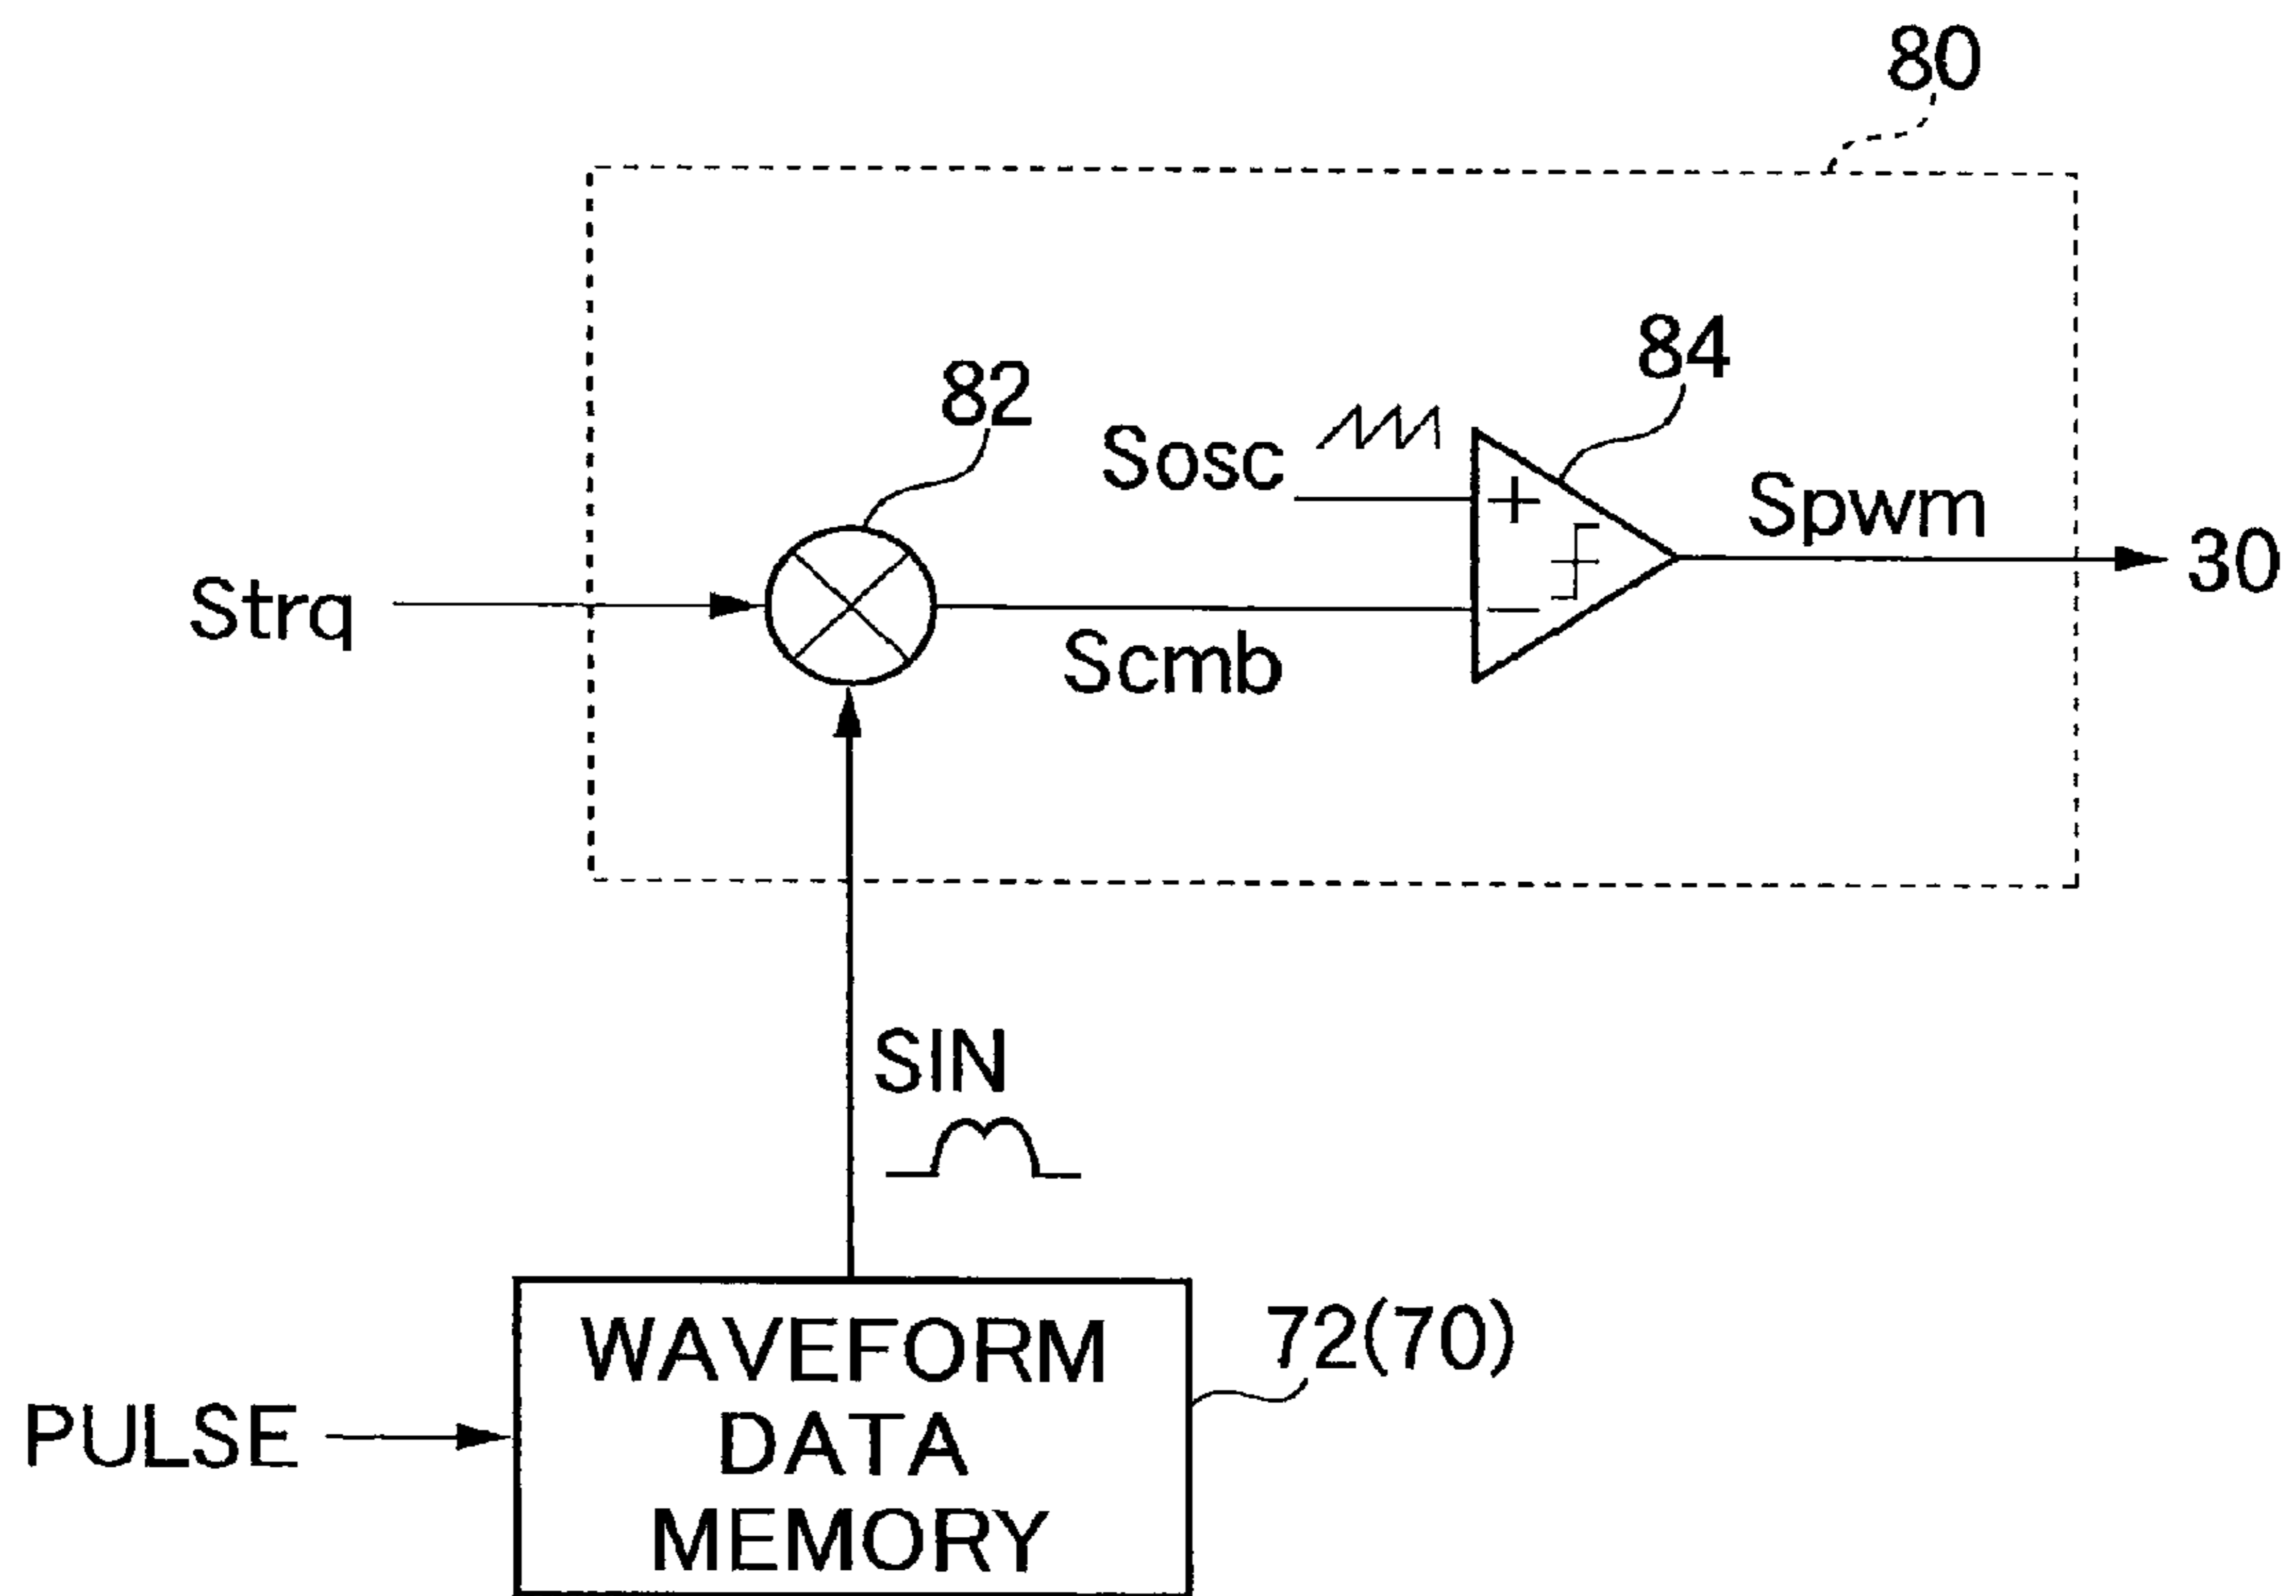 80
84
82
Sosc
+
Spwm
30
Strq
−
Scmb
SIN
WAVEFORM
DATA
MEMORY
72(70)
PULSE